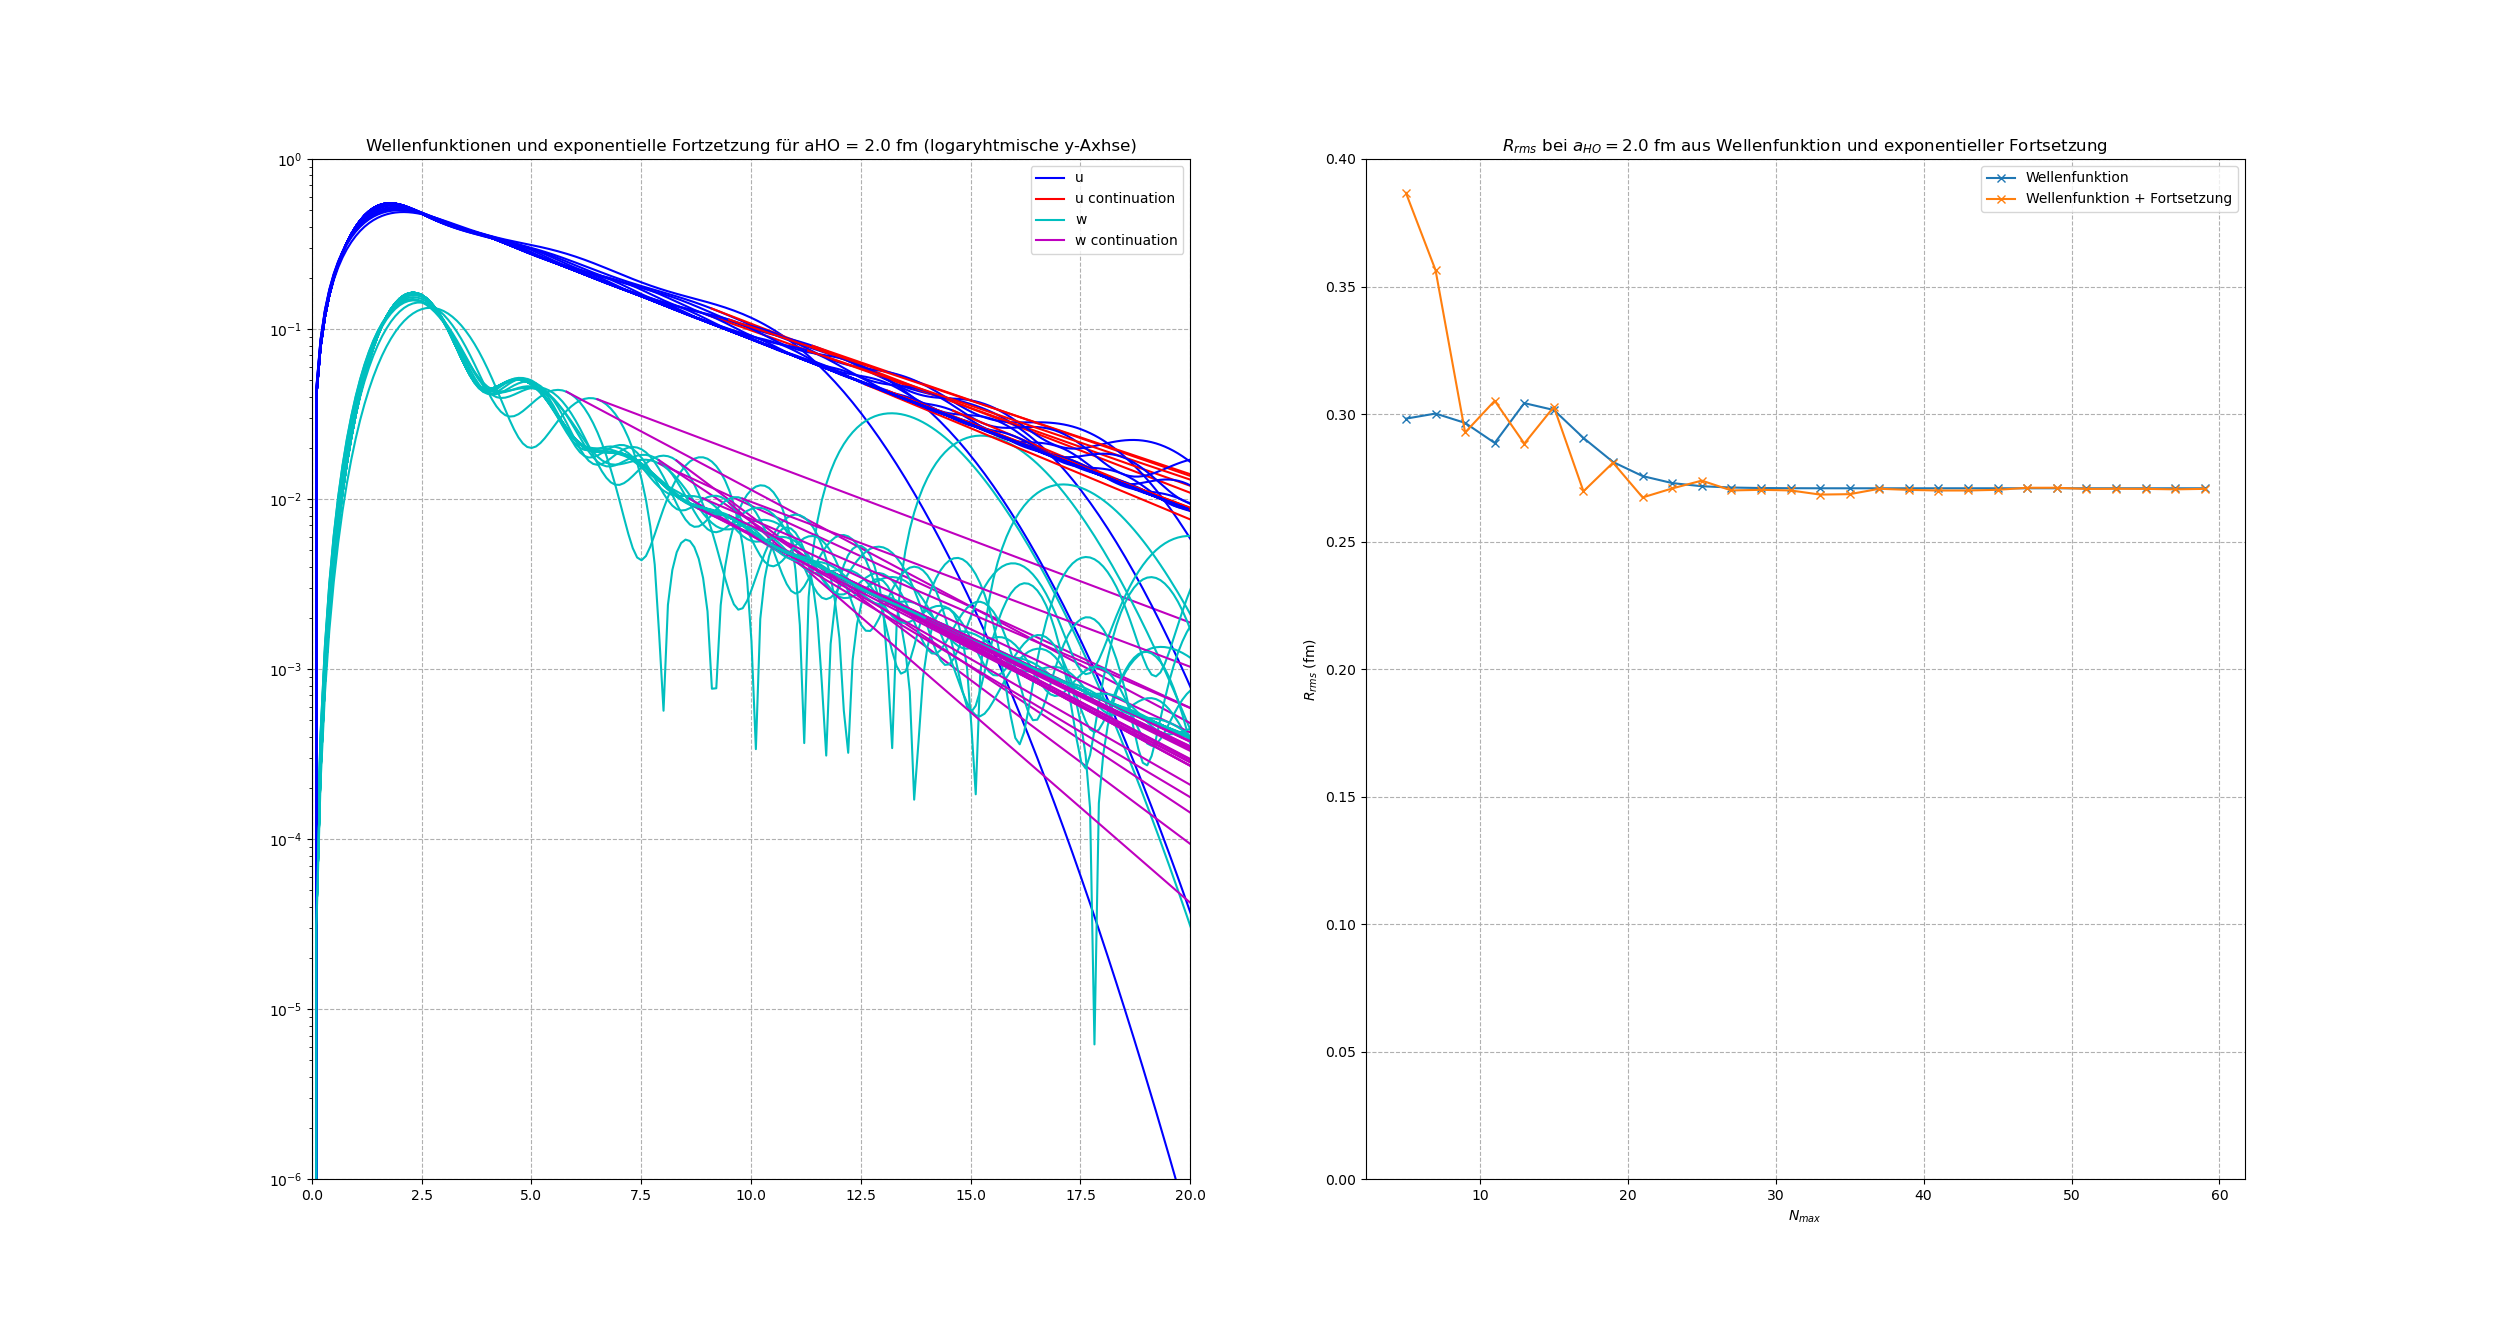 Wellenfunktionen und exponentielle Fortzetzung für aHO = 2.0 fm (logaryhtmische y-Axhse)
10^0
10^-1
10^-2
10^-3
10^-4
10^-5
10^-6
0.0 2.5 5.0 7.5 10.0 12.5 15.0 17.5 20.0
u
u continuation
w
w continuation
R_rms bei a_HO = 2.0 fm aus Wellenfunktion und exponentieller Fortsetzung
0.40
0.35
0.30
0.25
0.20
0.15
0.10
0.05
0.00
R_rms (fm)
10 20 30 40 50 60
N_max
Wellenfunktion
Wellenfunktion + Fortsetzung